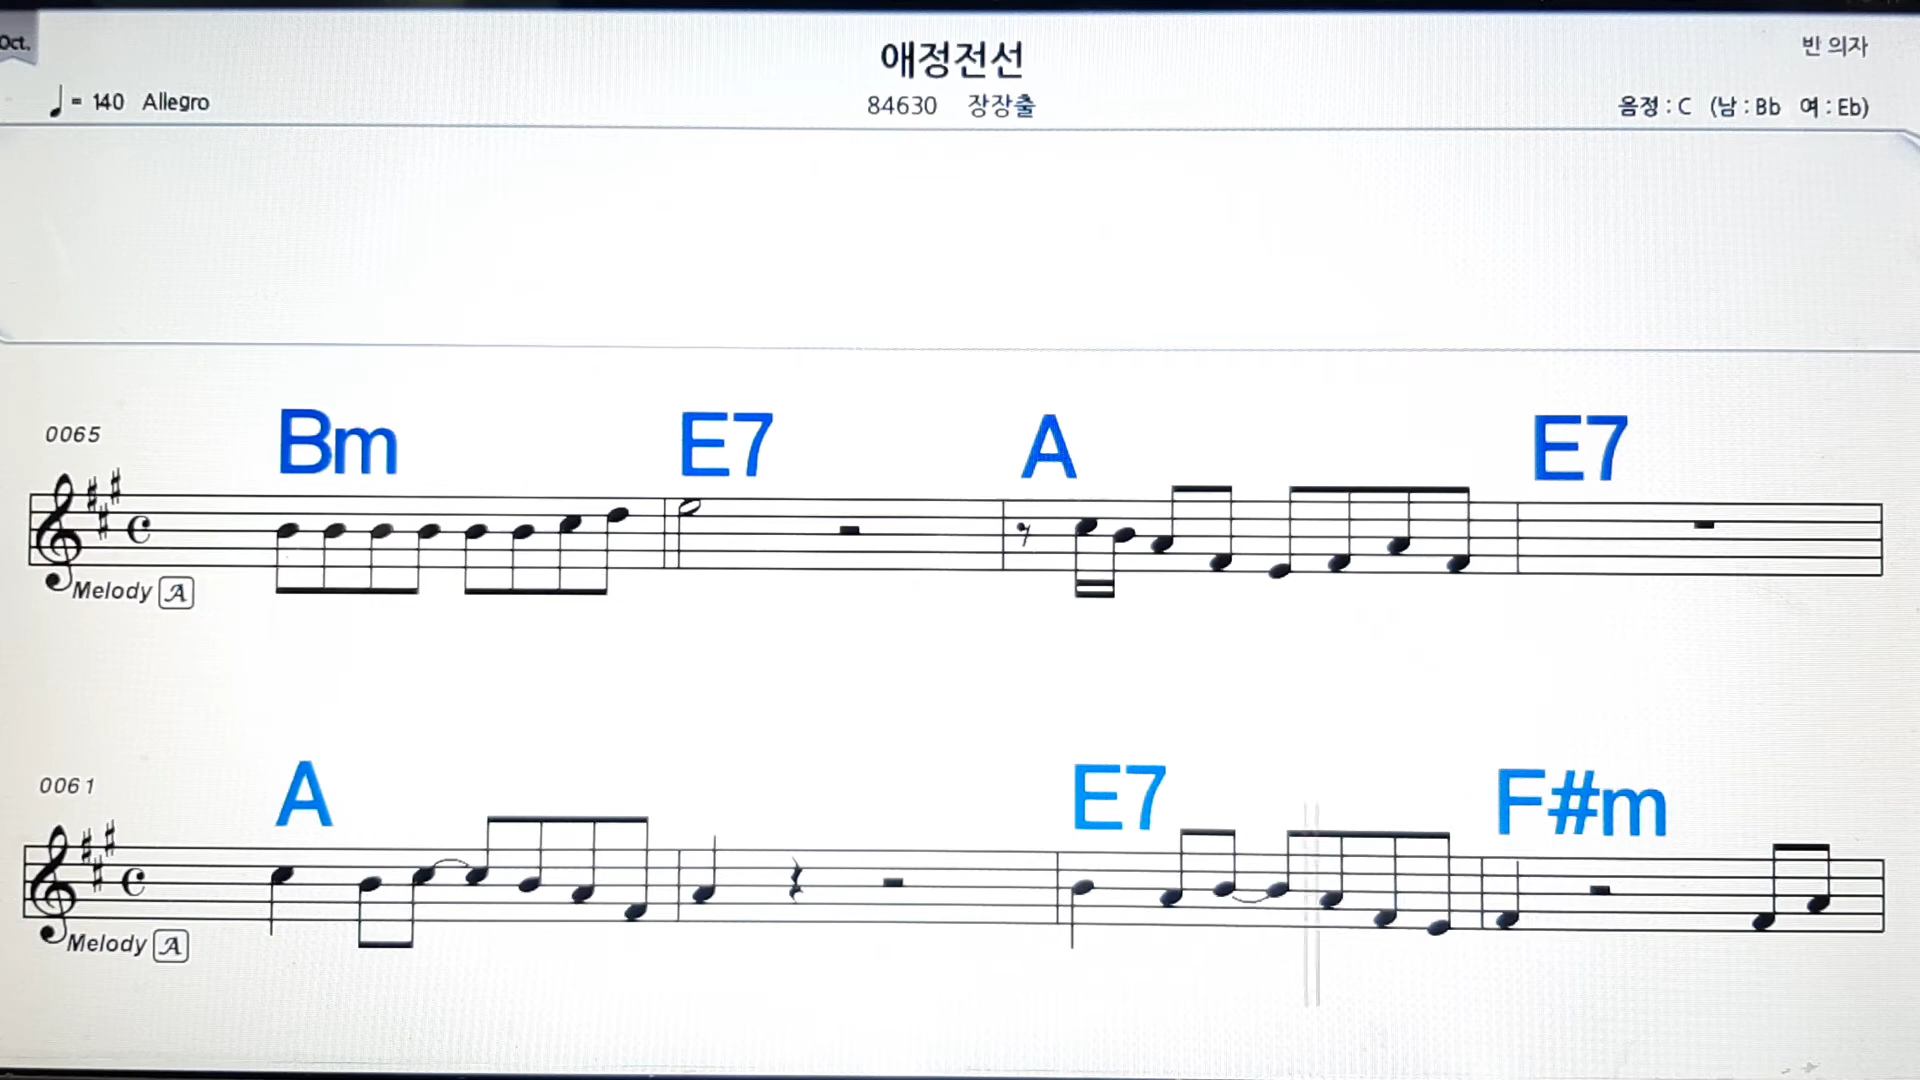 Oct.
애정전선
반 의자
= 140 Allegro
84630 장장출
음정 : C (남 : Bb 여 : Eb)
0065
Bm E7 A E7
Melody A
0061
A E7 F#m
Melody A